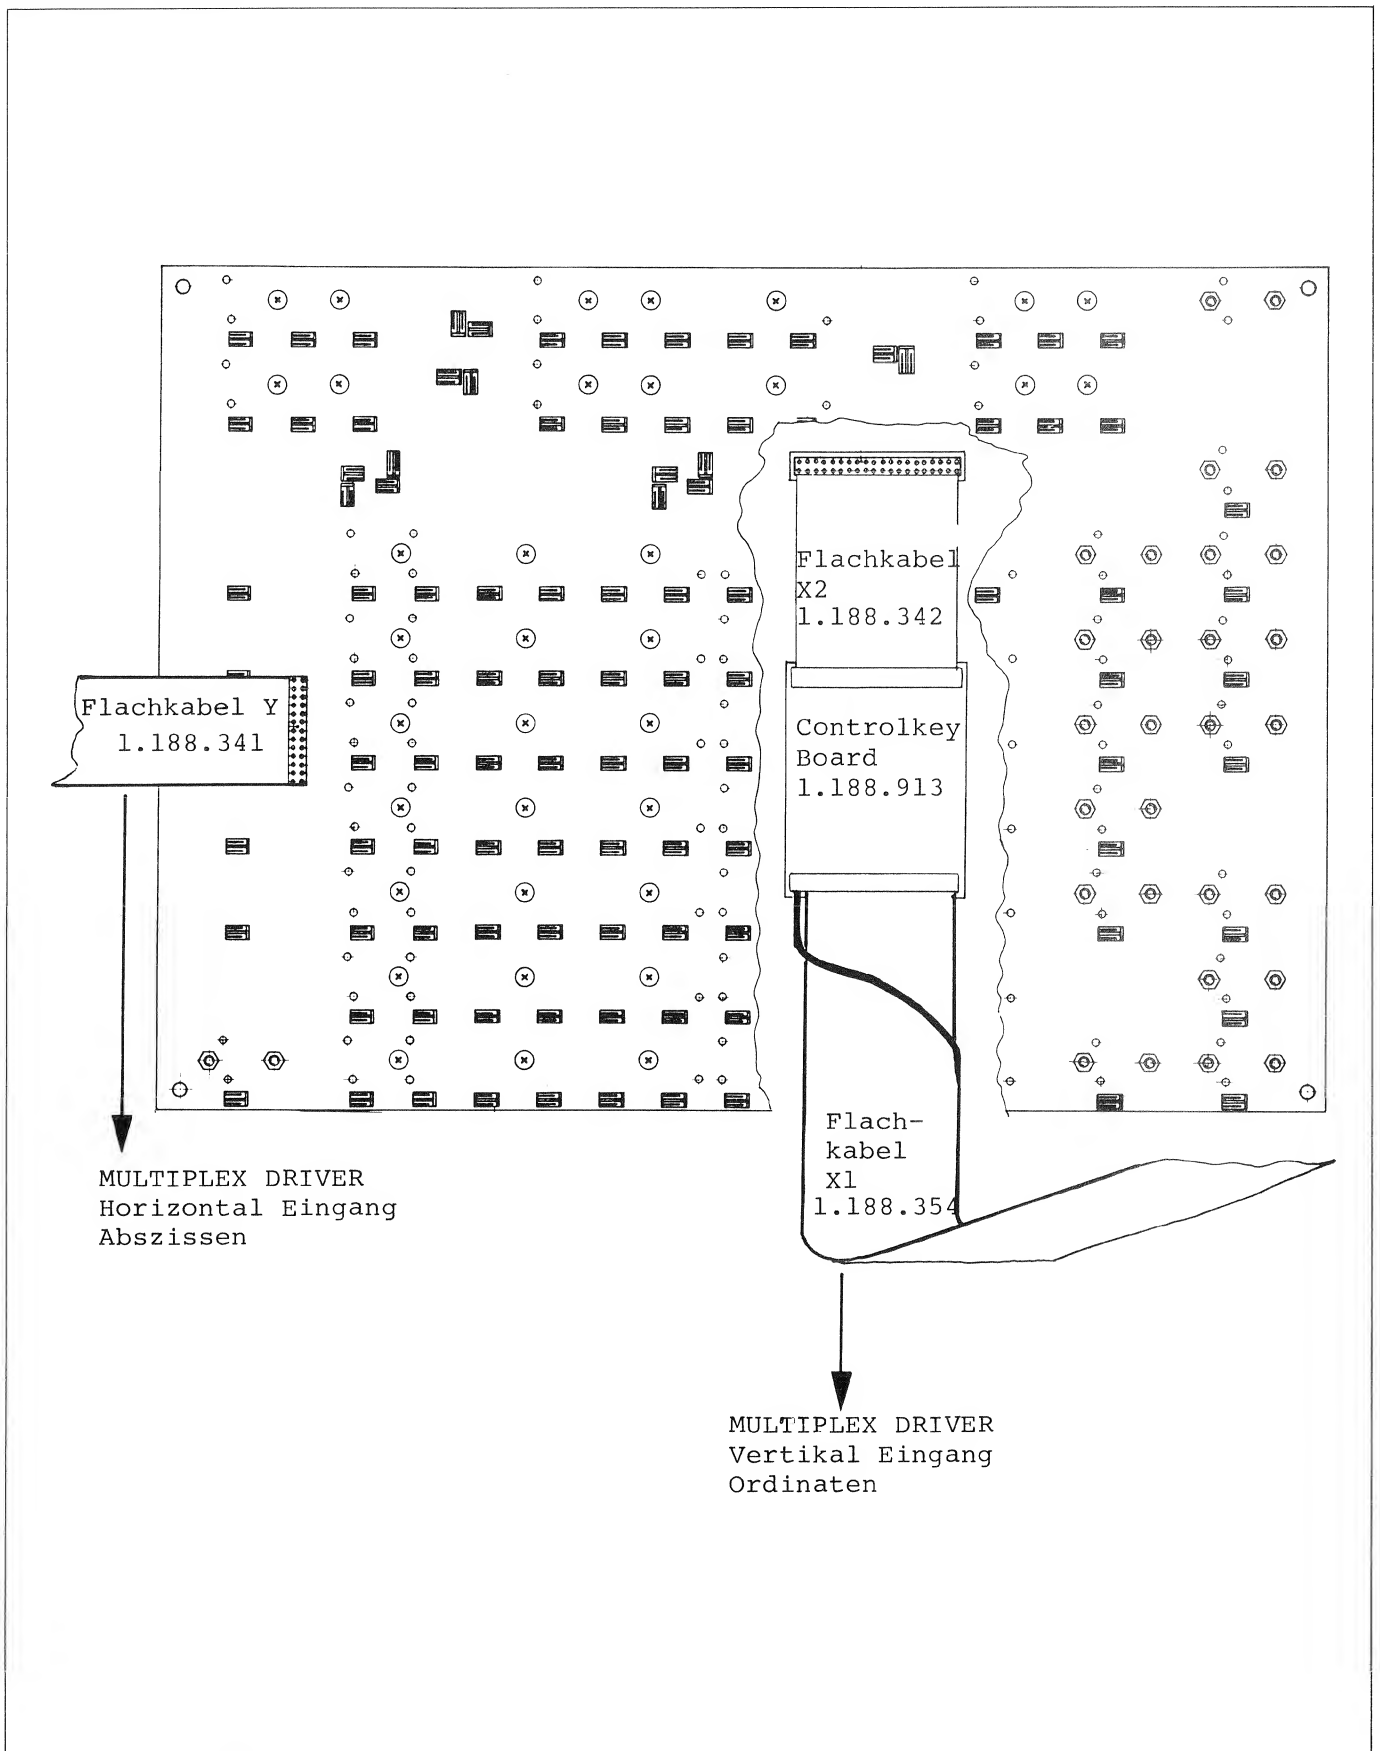 Flachkabel
X2
1.188.342
Flachkabel Y
1.188.341
Controlkey
Board
1.188.913
Flach-
kabel
X1
1.188.354
MULTIPLEX DRIVER
Horizontal Eingang
Abszissen
MULTIPLEX DRIVER
Vertikal Eingang
Ordinaten